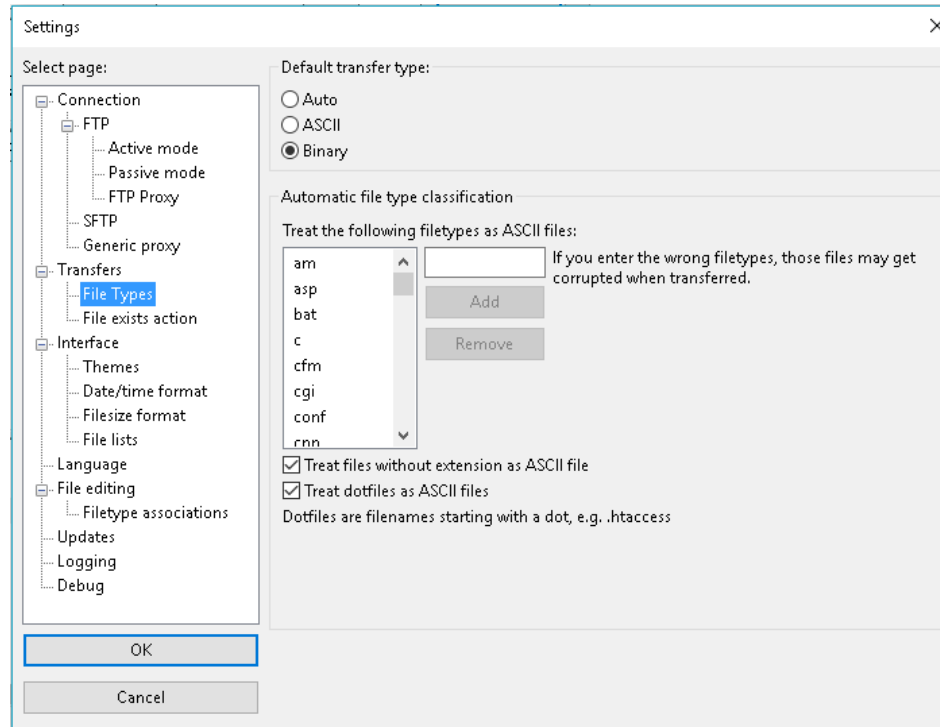 Settings
Select page:
Connection
FTP
Active mode
Passive mode
FTP Proxy
SFTP
Generic proxy
Transfers
File Types
File exists action
Interface
Themes
Date/time format
Filesize format
File lists
Language
File editing
Filetype associations
Updates
Logging
Debug
OK
Cancel
Default transfer type:
Auto
ASCII
Binary
Automatic file type classification
Treat the following filetypes as ASCII files:
am
asp
bat
c
cfm
cgi
conf
cnn
If you enter the wrong filetypes, those files may get
corrupted when transferred.
Add
Remove
Treat files without extension as ASCII file
Treat dotfiles as ASCII files
Dotfiles are filenames starting with a dot, e.g. .htaccess